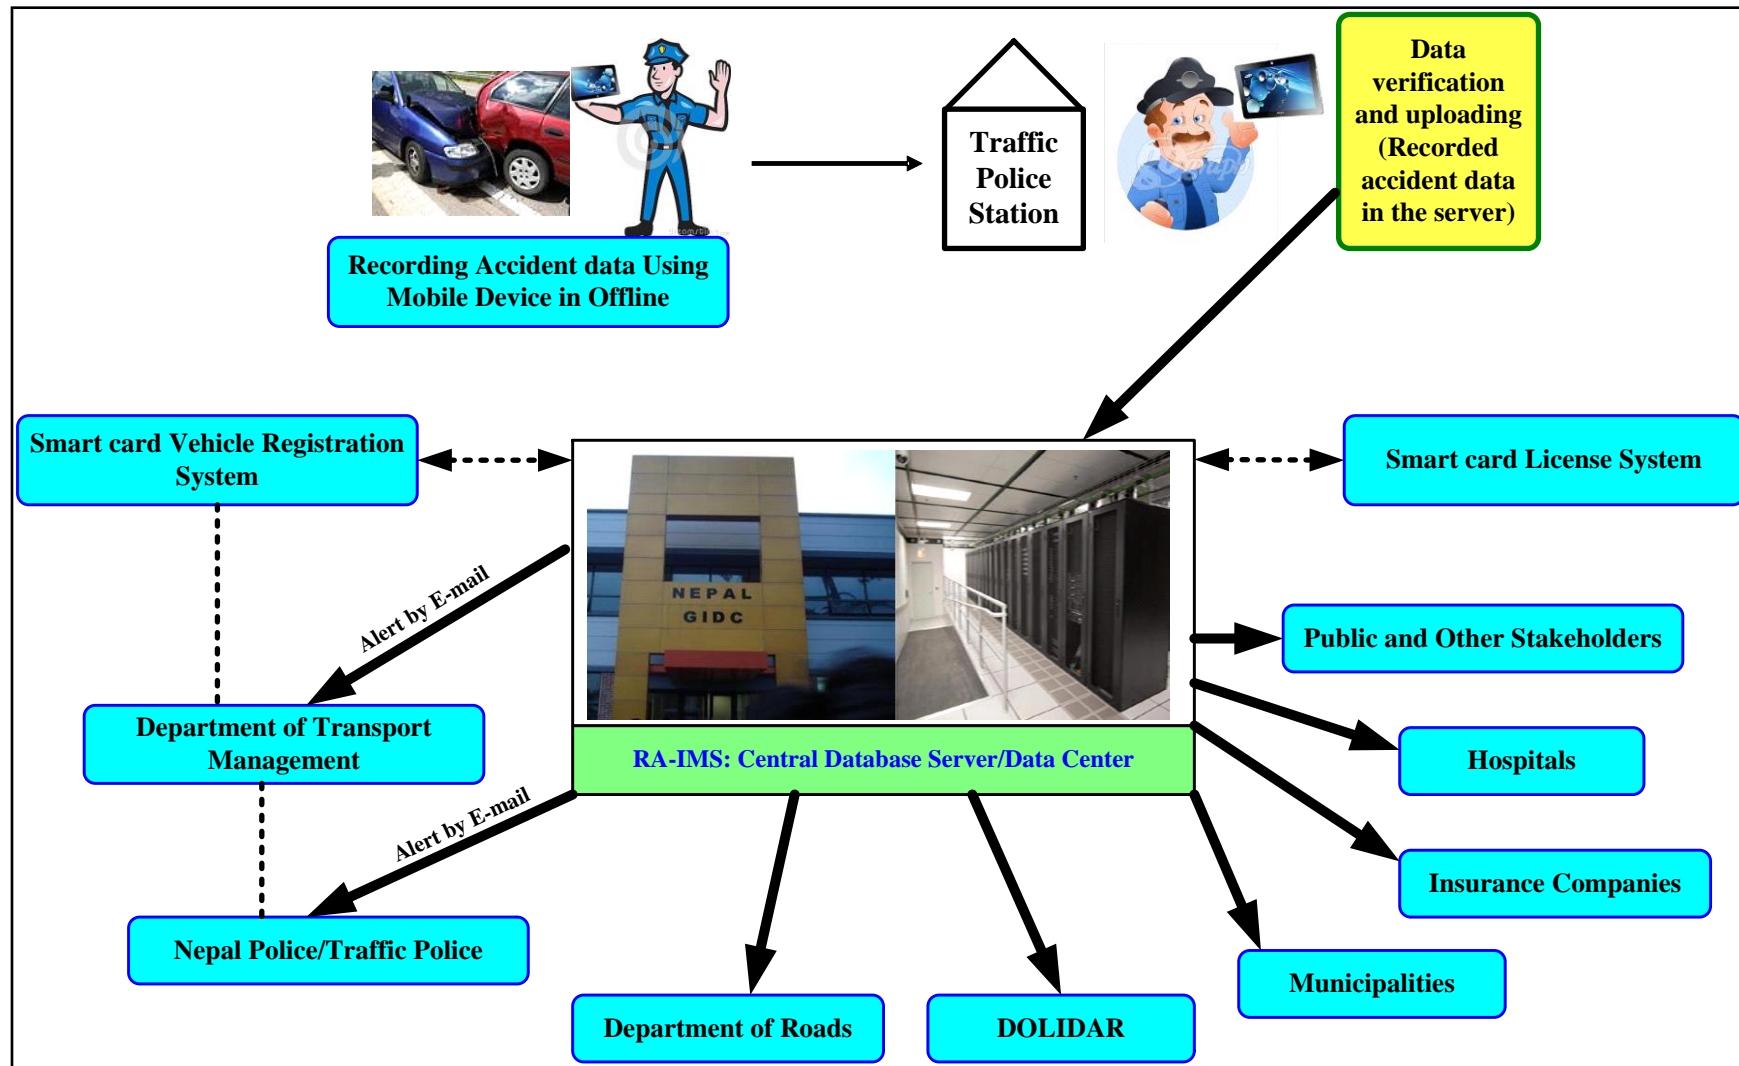 Data
verification
and uploading
(Recorded
accident data
in the server)
Traffic
Police
Station
Recording Accident data Using
Mobile Device in Offline
Smart card Vehicle Registration
System
Smart card License System
NEPAL
GIDC
Alert by E-mail
Public and Other Stakeholders
Department of Transport
Management
RA-IMS: Central Database Server/Data Center
Hospitals
Alert by E-mail
Insurance Companies
Nepal Police/Traffic Police
Municipalities
Department of Roads
DOLIDAR